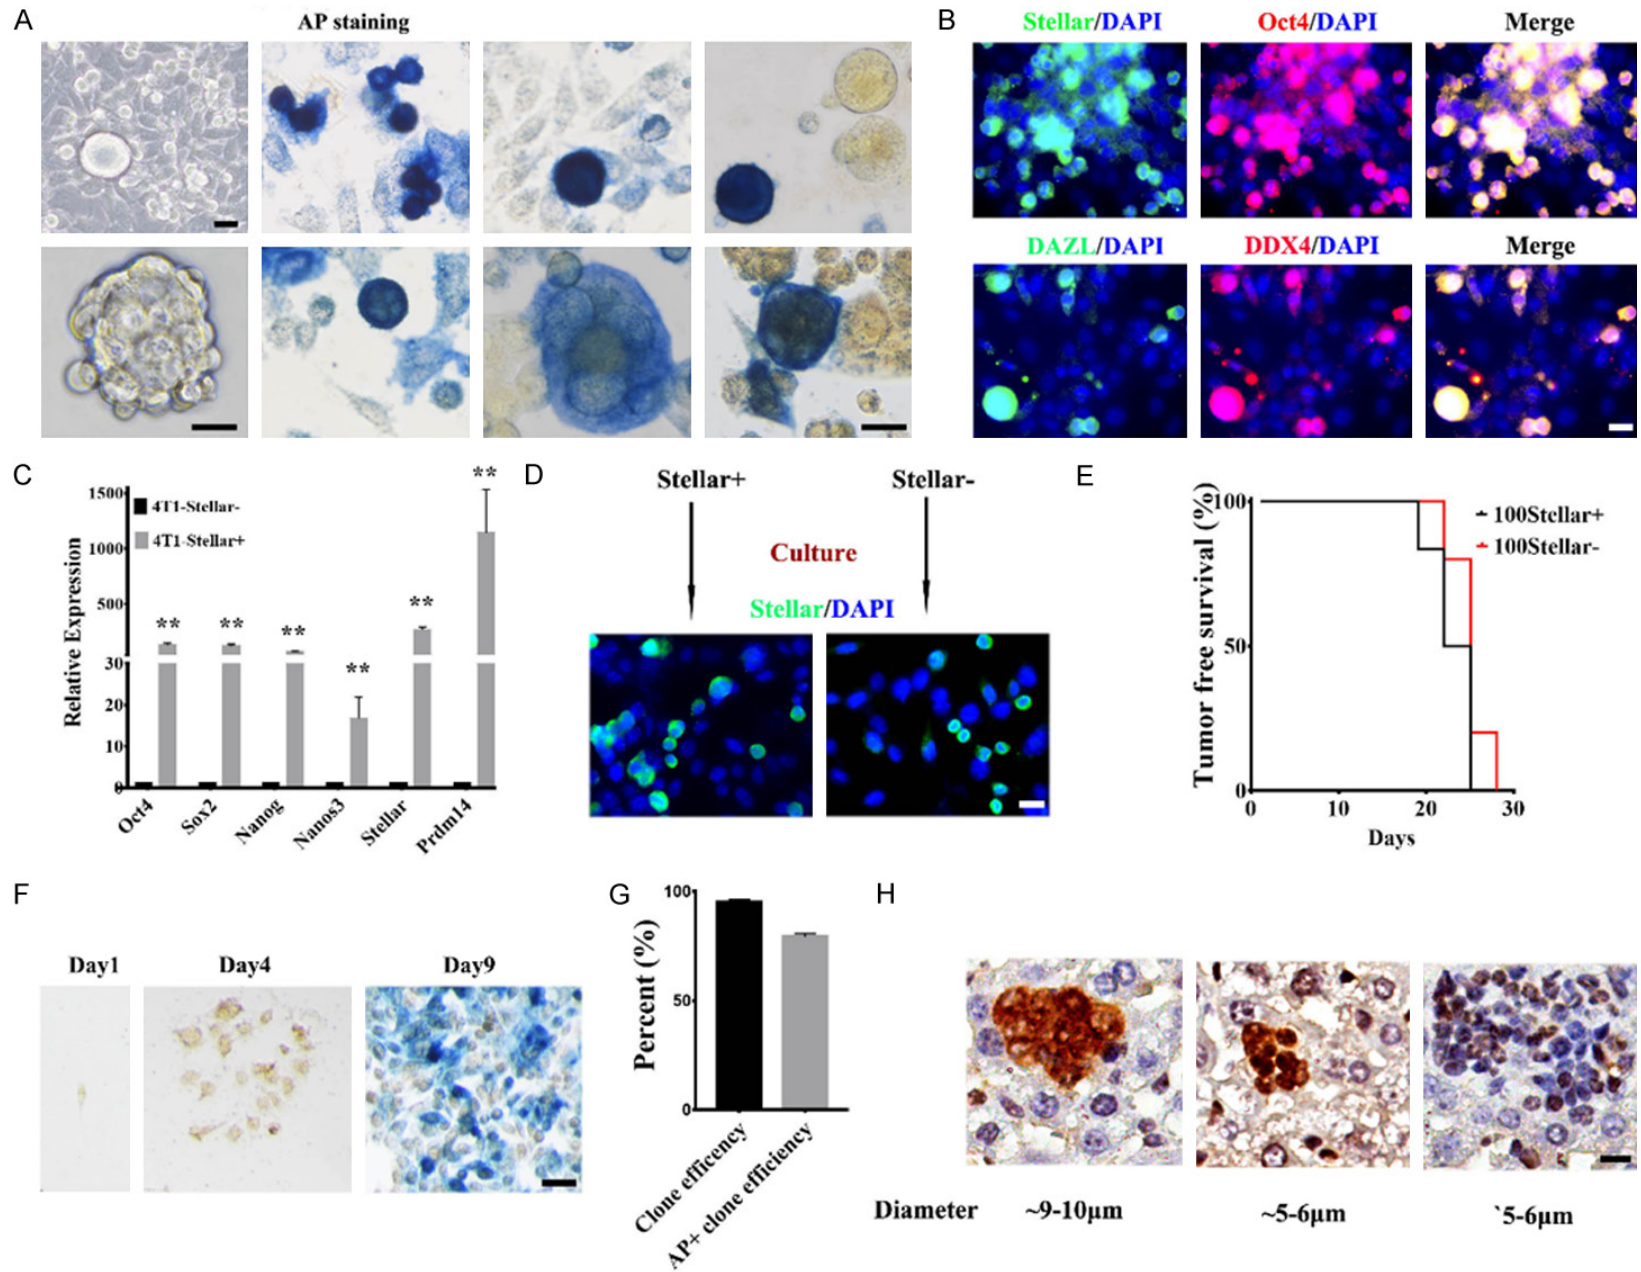 A
AP staining
B
Stellar/DAPI
Oct4/DAPI
Merge
DAZL/DAPI
DDX4/DAPI
Merge
C
Relative Expression
1500
1000
500
30
20
10
0
4T1-Stellar-
4T1-Stellar+
**
**
**
**
**
**
Oct4
Sox2
Nanog
Nanos3
Stellar
Prdm14
D
Stellar+
Stellar-
Culture
Stellar/DAPI
E
Tumor free survival (%)
100
50
0
0
10
20
30
Days
100Stellar+
100Stellar-
F
Day1
Day4
Day9
G
Percent (%)
100
50
0
Clone efficency
AP+ clone efficiency
H
Diameter
~9-10μm
~5-6μm
`5-6μm